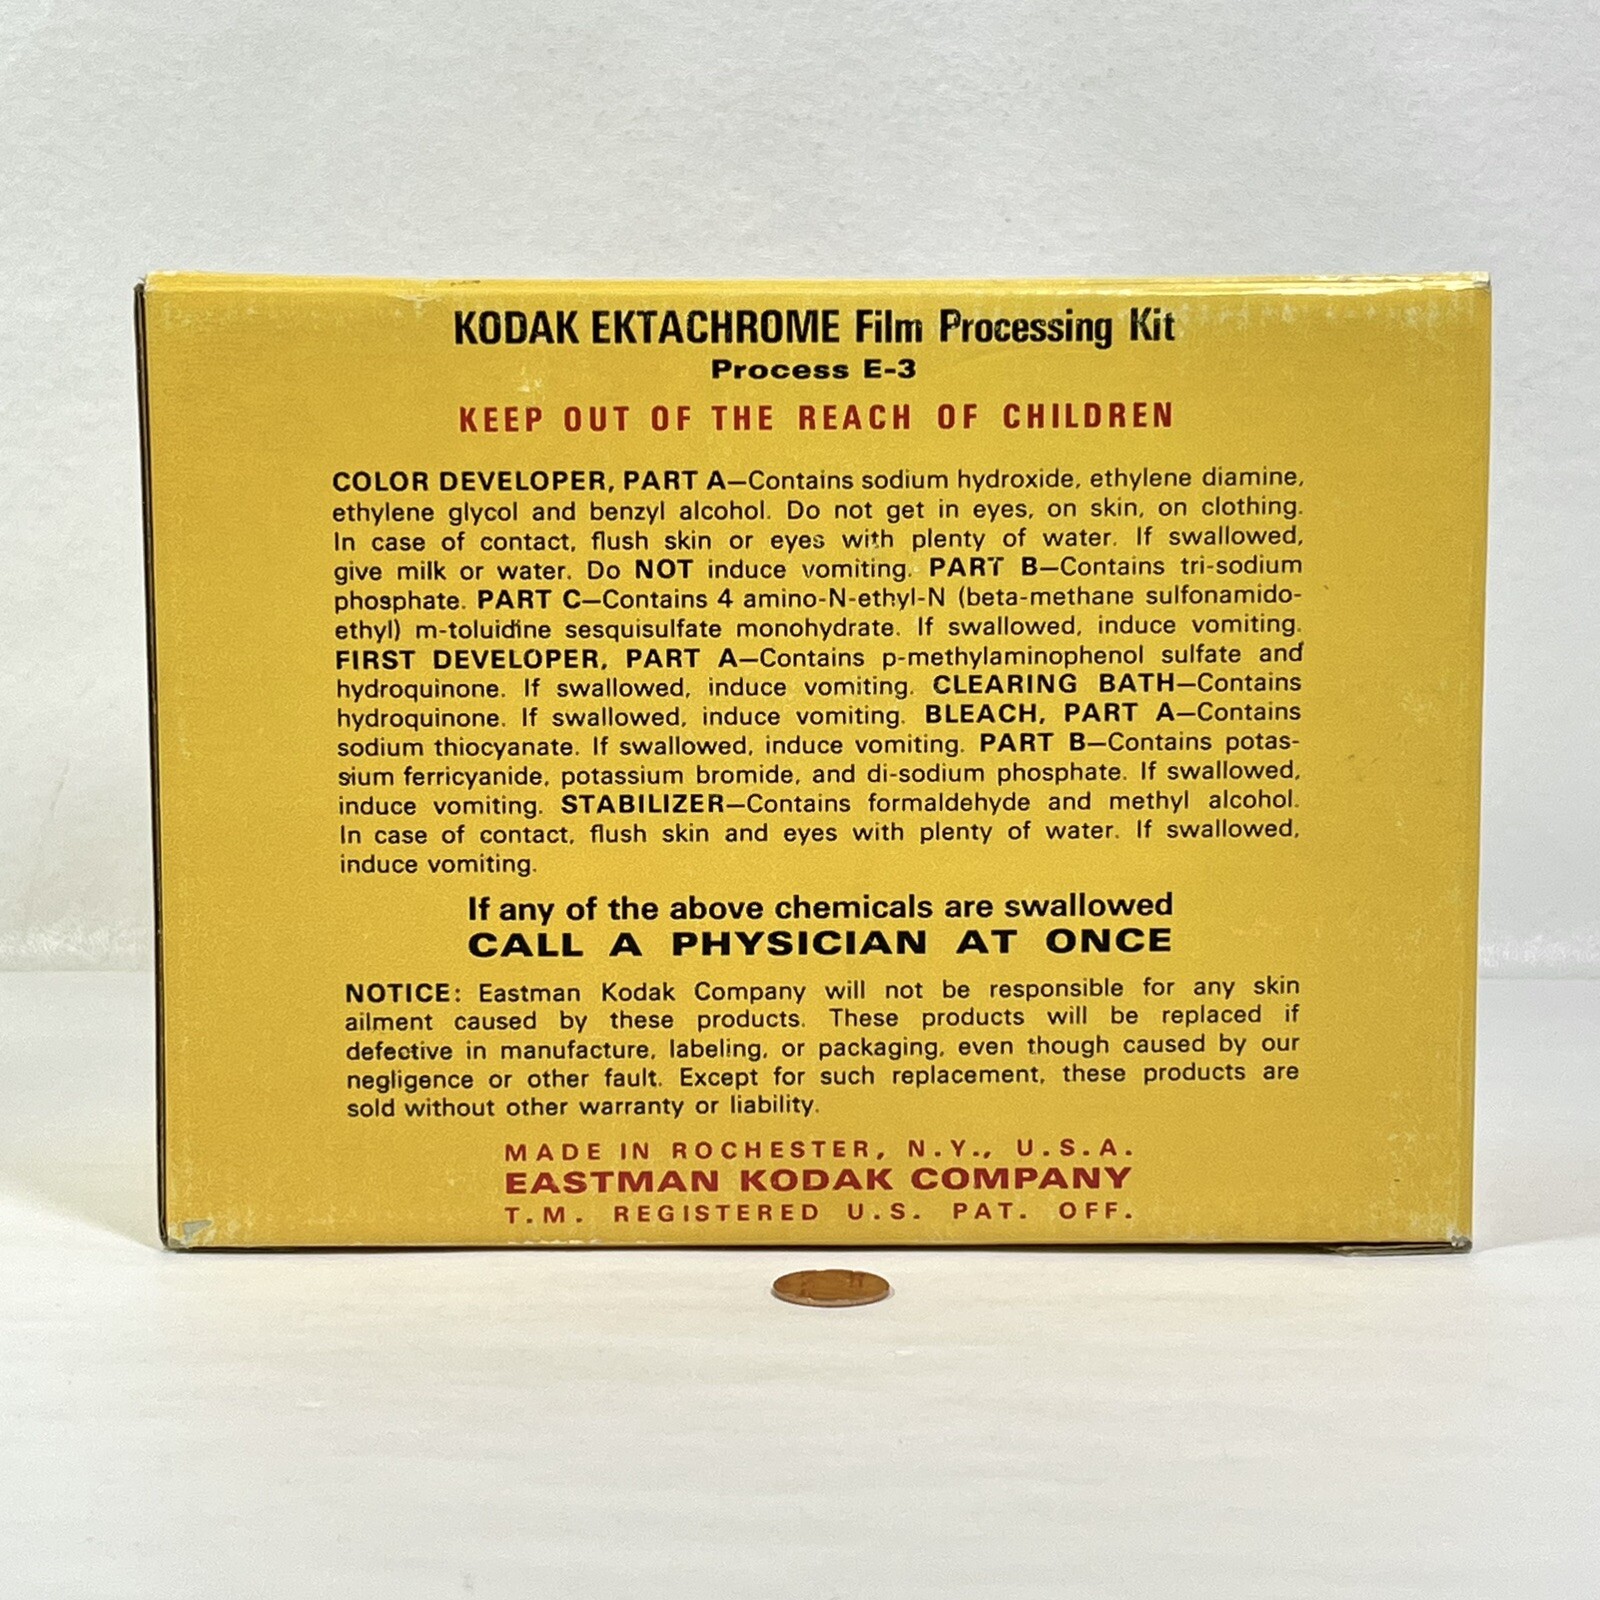 KODAK EKTACHROME Film Processing Kit
Process E-3
KEEP OUT OF THE REACH OF CHILDREN
COLOR DEVELOPER, PART A—Contains sodium hydroxide, ethylene diamine,
ethylene glycol and benzyl alcohol. Do not get in eyes, on skin, on clothing.
In case of contact, flush skin or eyes with plenty of water. If swallowed,
give milk or water. Do NOT induce vomiting. PART B—Contains tri-sodium
phosphate. PART C—Contains 4 amino-N-ethyl-N (beta-methane sulfonamido-
ethyl) m-toluidine sesquisulfate monohydrate. If swallowed, induce vomiting.
FIRST DEVELOPER, PART A—Contains p-methylaminophenol sulfate and
hydroquinone. If swallowed, induce vomiting. CLEARING BATH—Contains
hydroquinone. If swallowed, induce vomiting. BLEACH, PART A—Contains
sodium thiocyanate. If swallowed, induce vomiting. PART B—Contains potas-
sium ferricyanide, potassium bromide, and di-sodium phosphate. If swallowed,
induce vomiting. STABILIZER—Contains formaldehyde and methyl alcohol.
In case of contact, flush skin and eyes with plenty of water. If swallowed,
induce vomiting.
If any of the above chemicals are swallowed
CALL A PHYSICIAN AT ONCE
NOTICE: Eastman Kodak Company will not be responsible for any skin
ailment caused by these products. These products will be replaced if
defective in manufacture, labeling, or packaging, even though caused by our
negligence or other fault. Except for such replacement, these products are
sold without other warranty or liability.
MADE IN ROCHESTER, N.Y., U.S.A.
EASTMAN KODAK COMPANY
T.M. REGISTERED U.S. PAT. OFF.